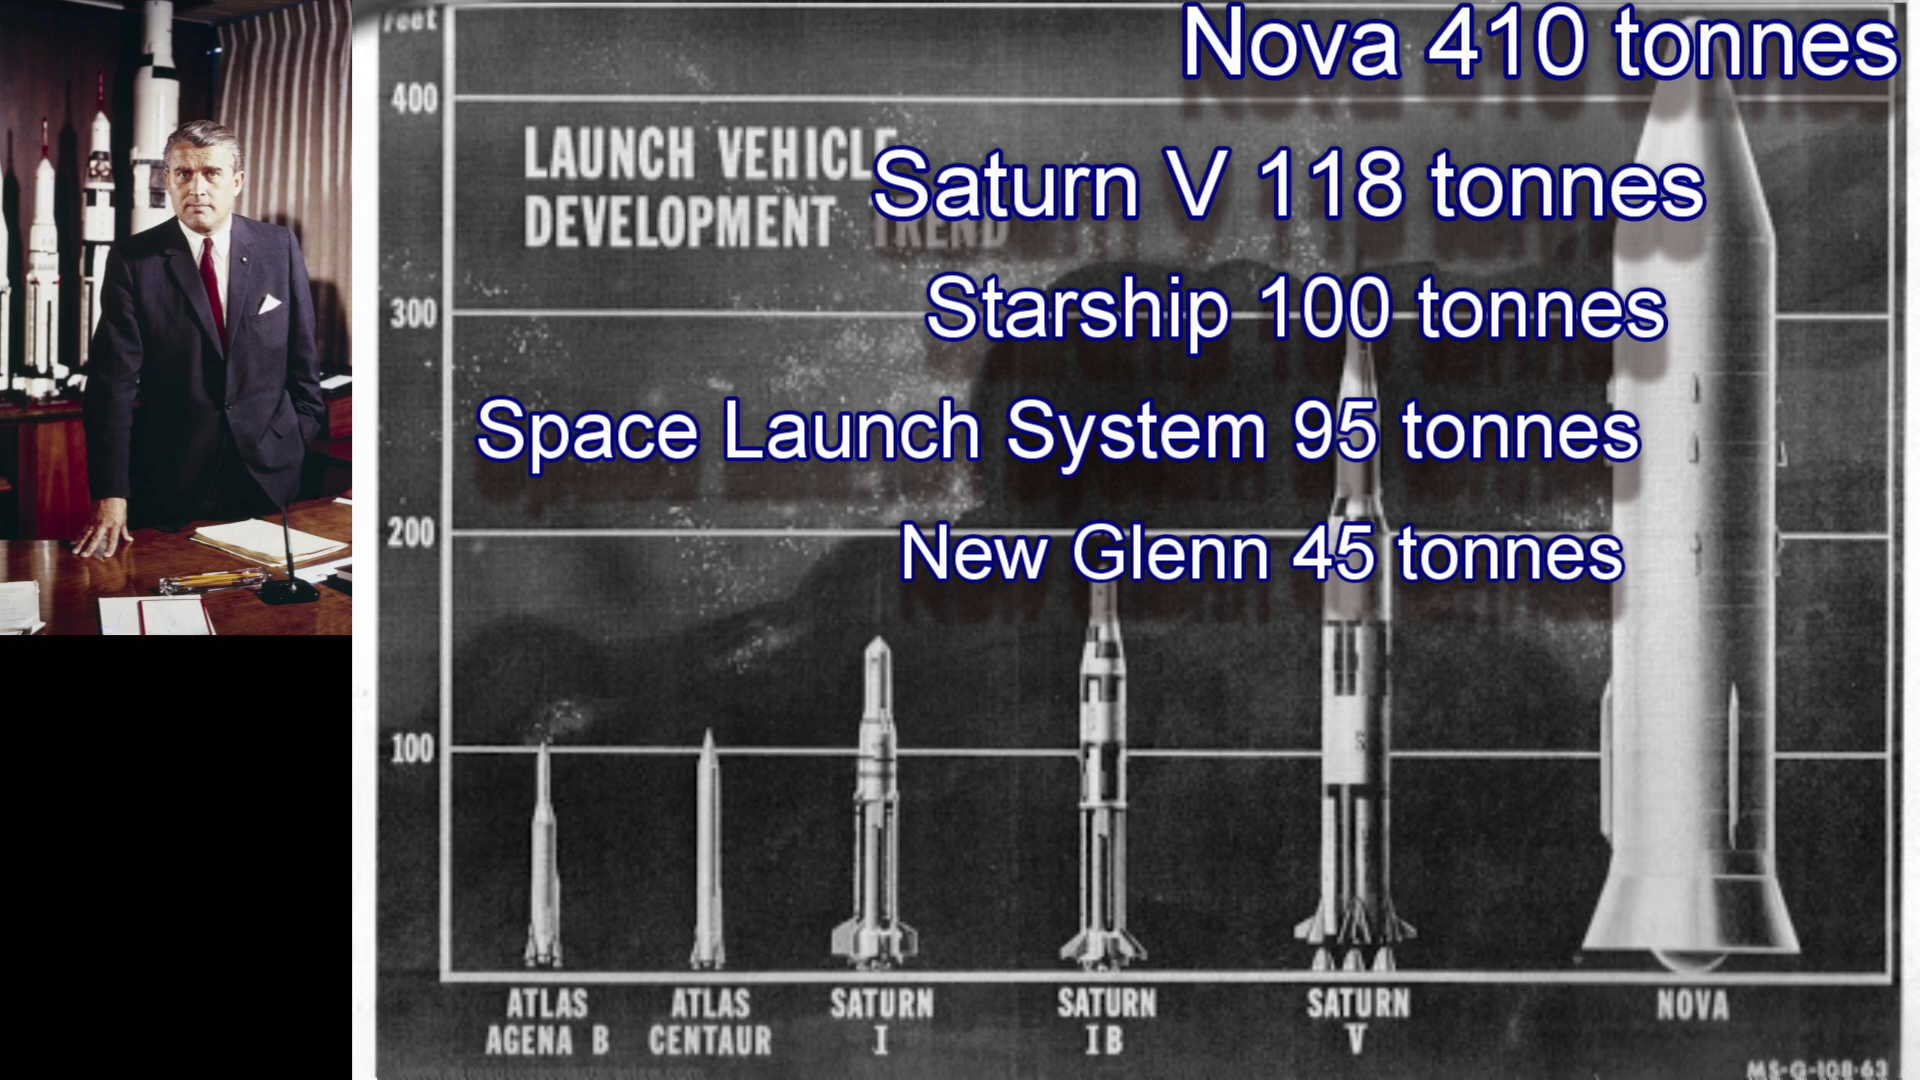 Feet
Nova 410 tonnes
400
LAUNCH VEHICLE
DEVELOPMENT TREND
Saturn V 118 tonnes
300
Starship 100 tonnes
Space Launch System 95 tonnes
200
New Glenn 45 tonnes
100
ATLAS
AGENA B
ATLAS
CENTAUR
SATURN
I
SATURN
IB
SATURN
V
NOVA
MS-G-108-63